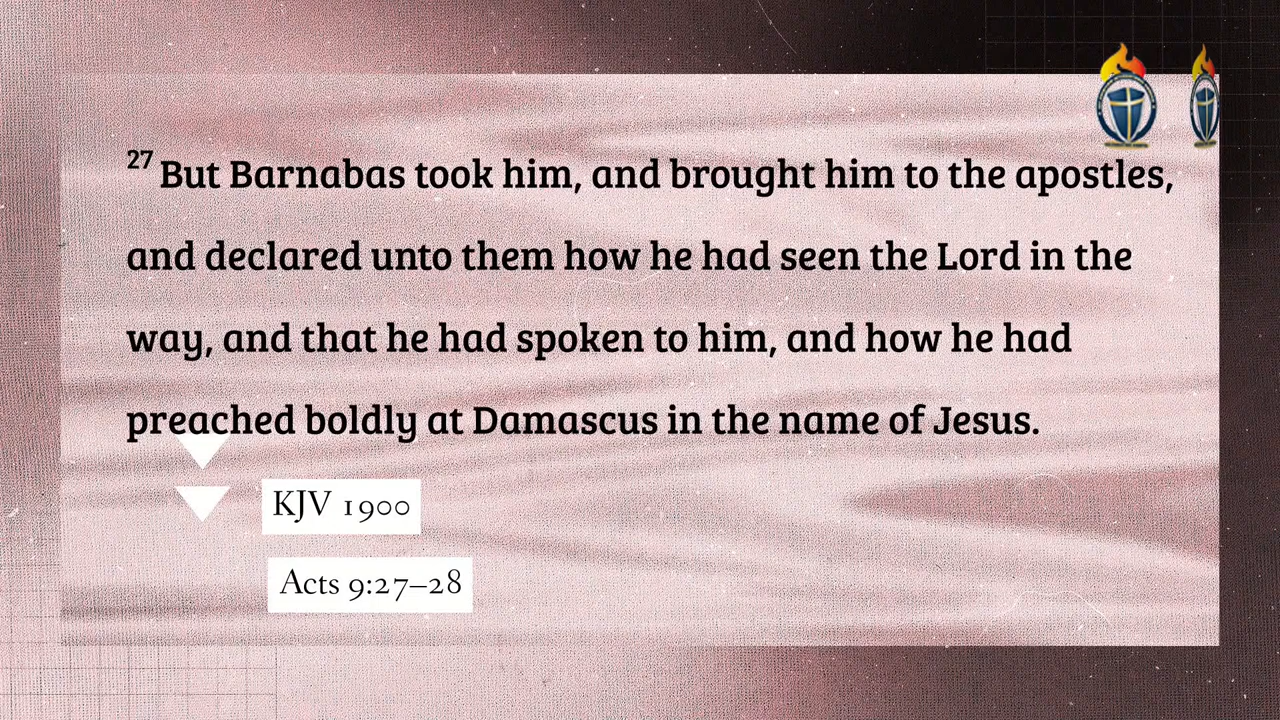 27 But Barnabas took him, and brought him to the apostles,
and declared unto them how he had seen the Lord in the
way, and that he had spoken to him, and how he had
preached boldly at Damascus in the name of Jesus.
KJV 1900
Acts 9:27–28